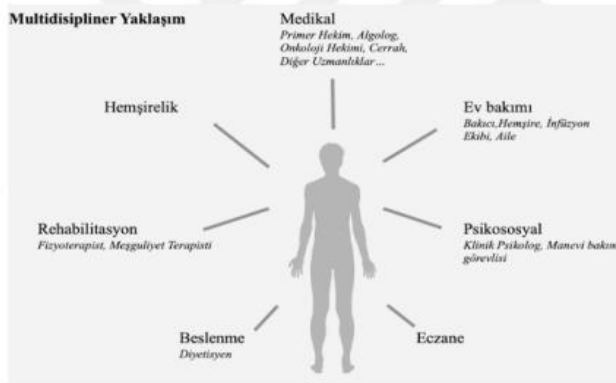 Multidisipliner Yaklaşım
Medikal
Primer Hekim, Algolog,
Onkoloji Hekimi, Cerrah,
Diğer Uzmanlıklar...
Hemşirelik
Ev bakımı
Bakıcı,Hemşire, İnfüzyon
Ekibi, Aile
Rehabilitasyon
Fizyoterapist, Meşguliyet Terapisti
Psikososyal
Klinik Psikolog, Manevi bakım
görevlisi
Beslenme
Diyetisyen
Eczane